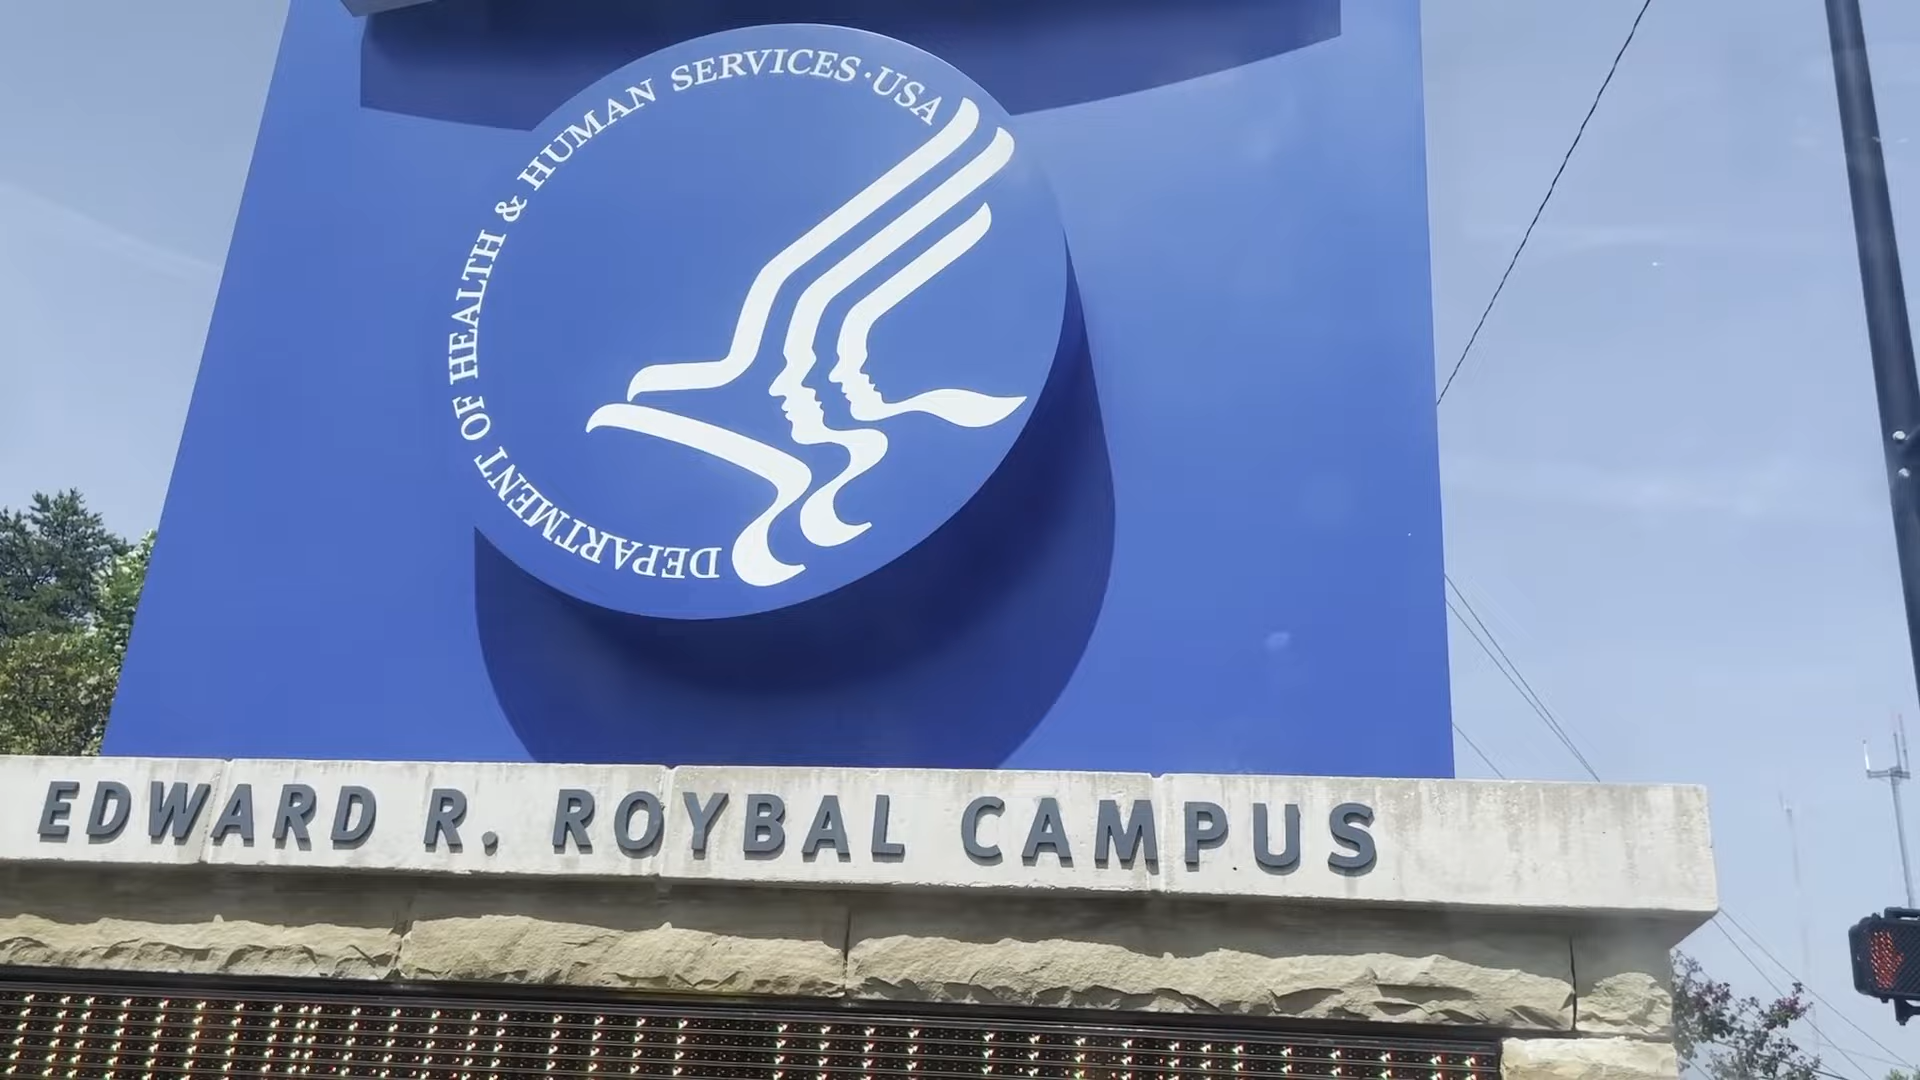 DEPARTMENT OF HEALTH & HUMAN SERVICES · USA
EDWARD R. ROYBAL CAMPUS